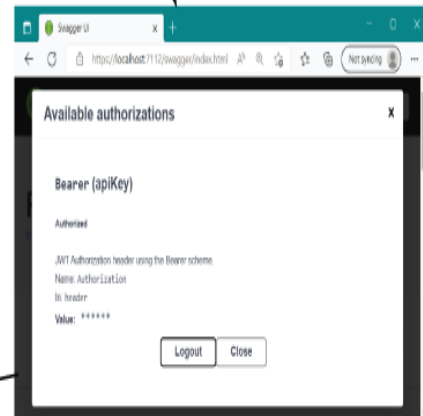 Swagger UI
https://localhost:7112/swagger/index.html
Not syncing
Available authorizations
Bearer (apiKey)
Authorized
JWT Authorization header using the Bearer scheme.
Name: Authorization
In: header
Value: ******
Logout Close